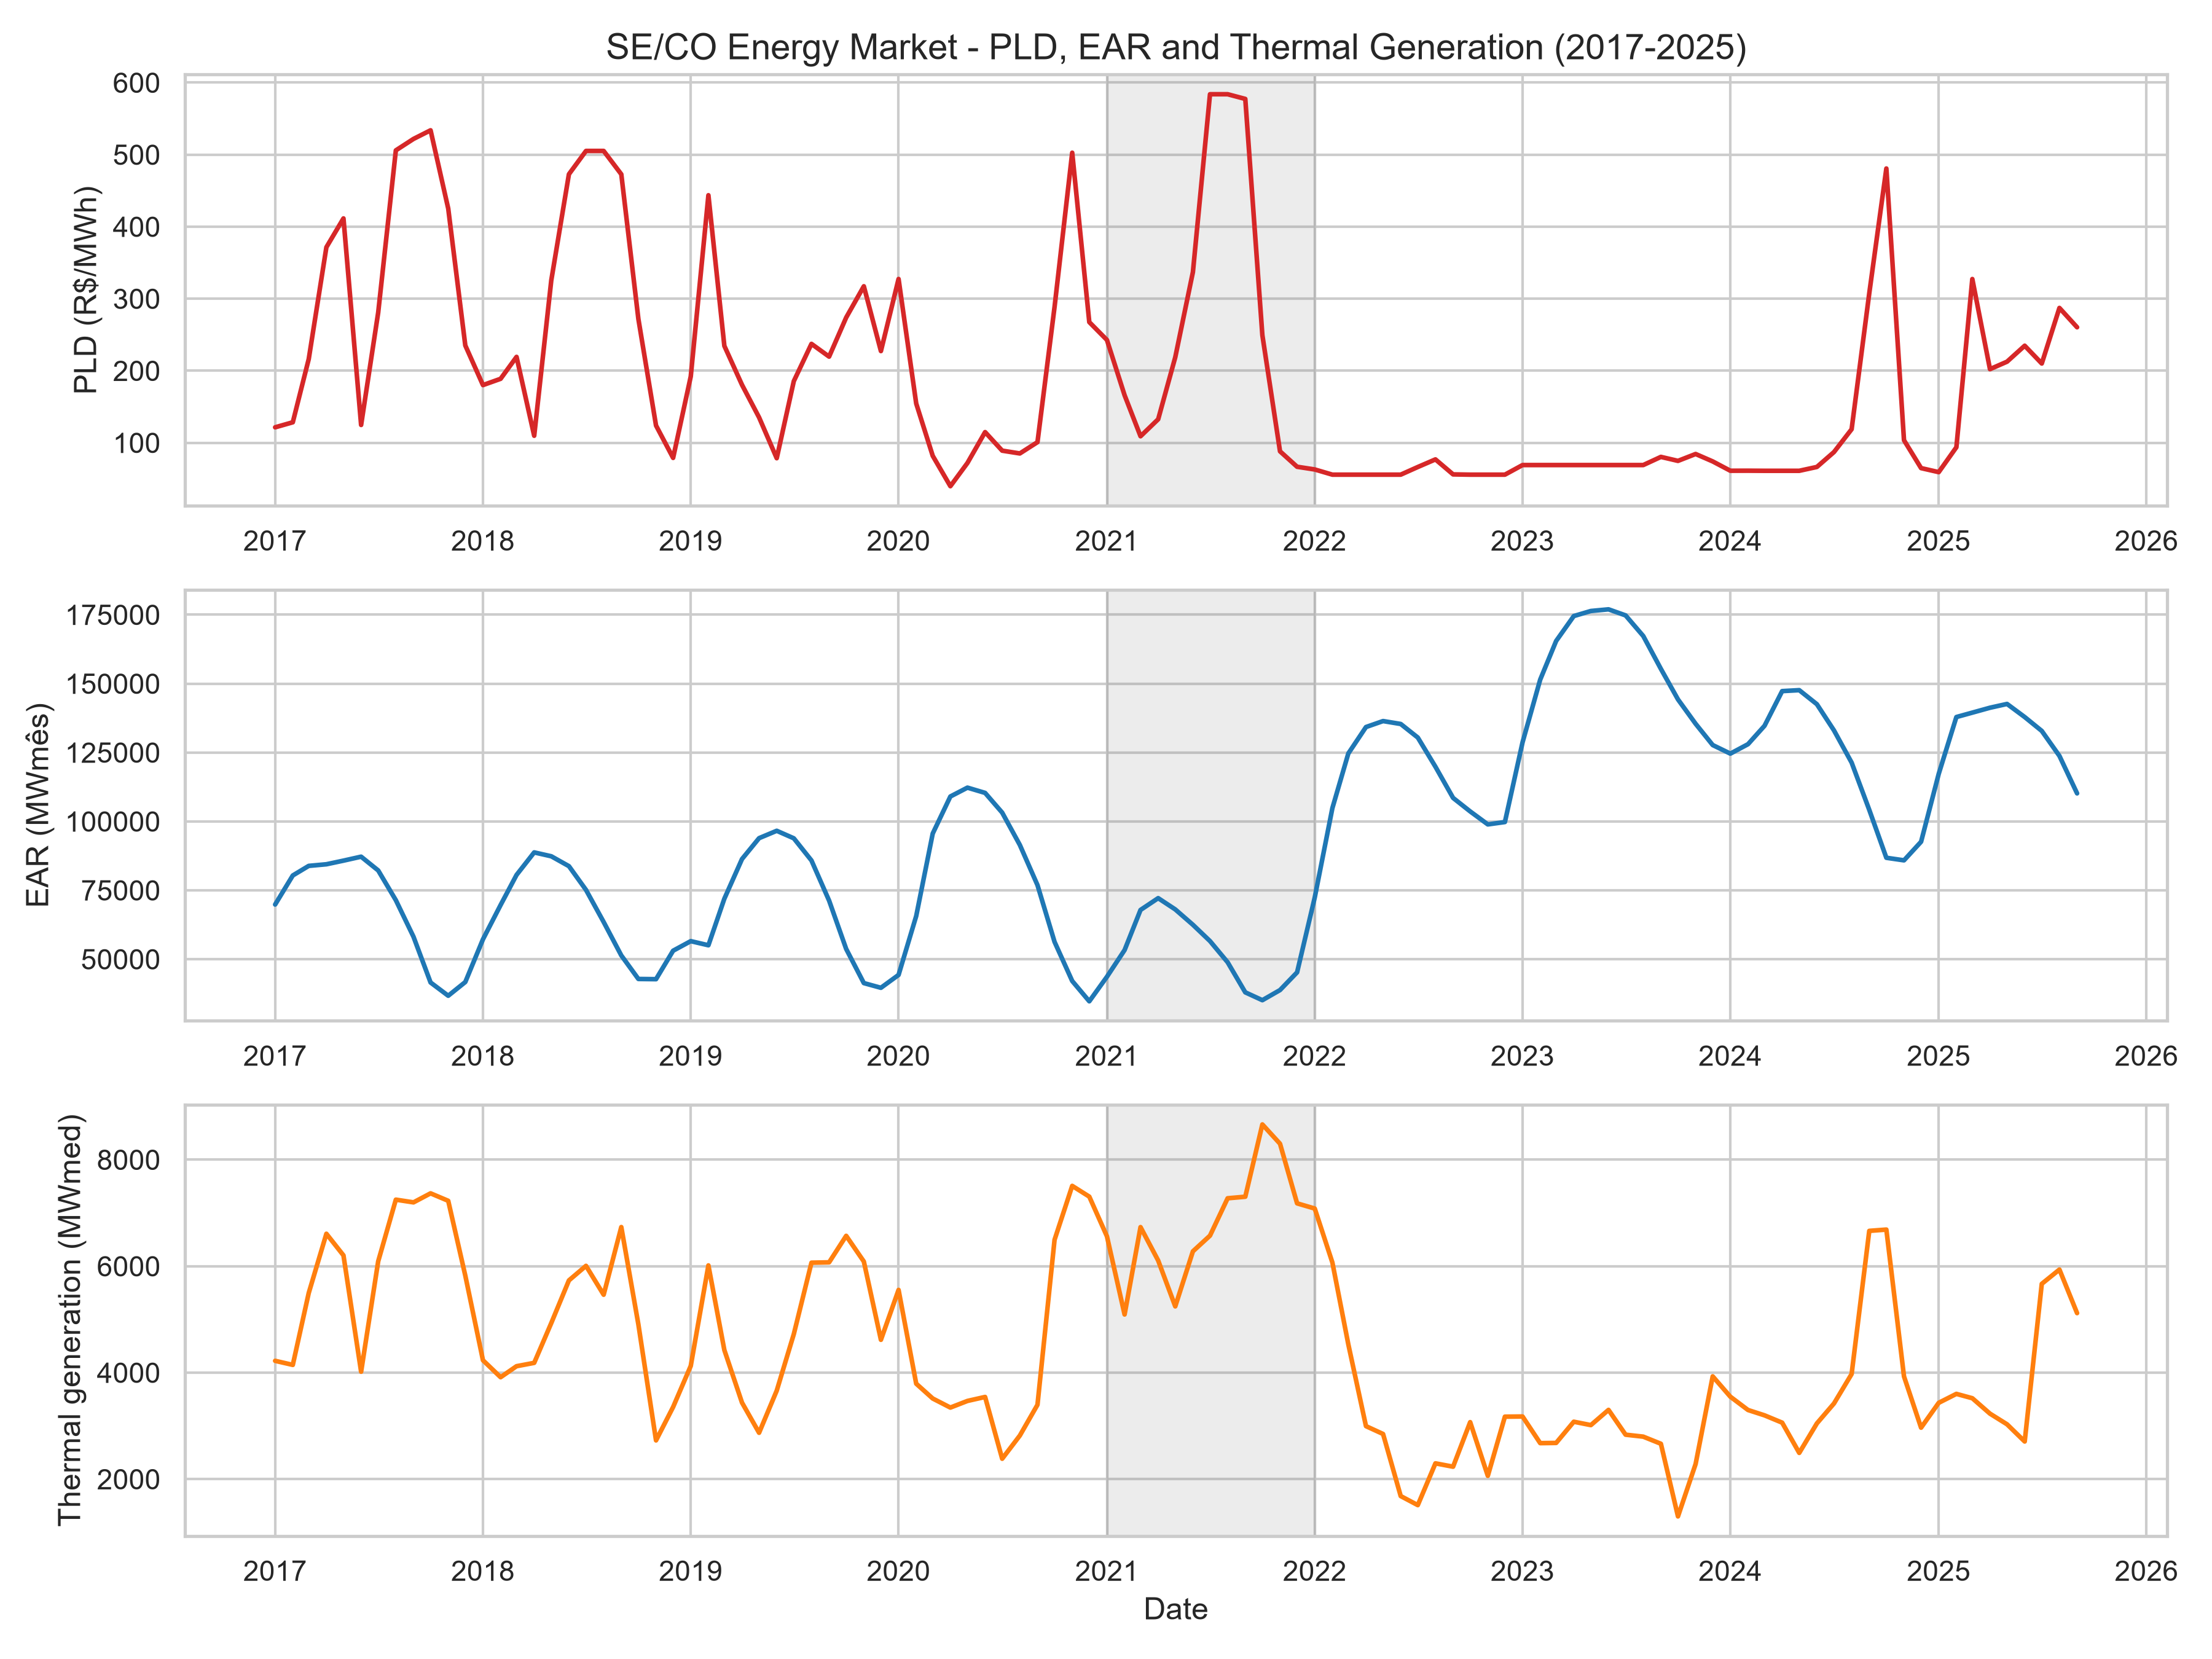 SE/CO Energy Market - PLD, EAR and Thermal Generation (2017-2025)
PLD (R$/MWh)
600
500
400
300
200
100
2017 2018 2019 2020 2021 2022 2023 2024 2025 2026
EAR (MWmês)
175000
150000
125000
100000
75000
50000
2017 2018 2019 2020 2021 2022 2023 2024 2025 2026
Thermal generation (MWmed)
8000
6000
4000
2000
2017 2018 2019 2020 2021 2022 2023 2024 2025 2026
Date